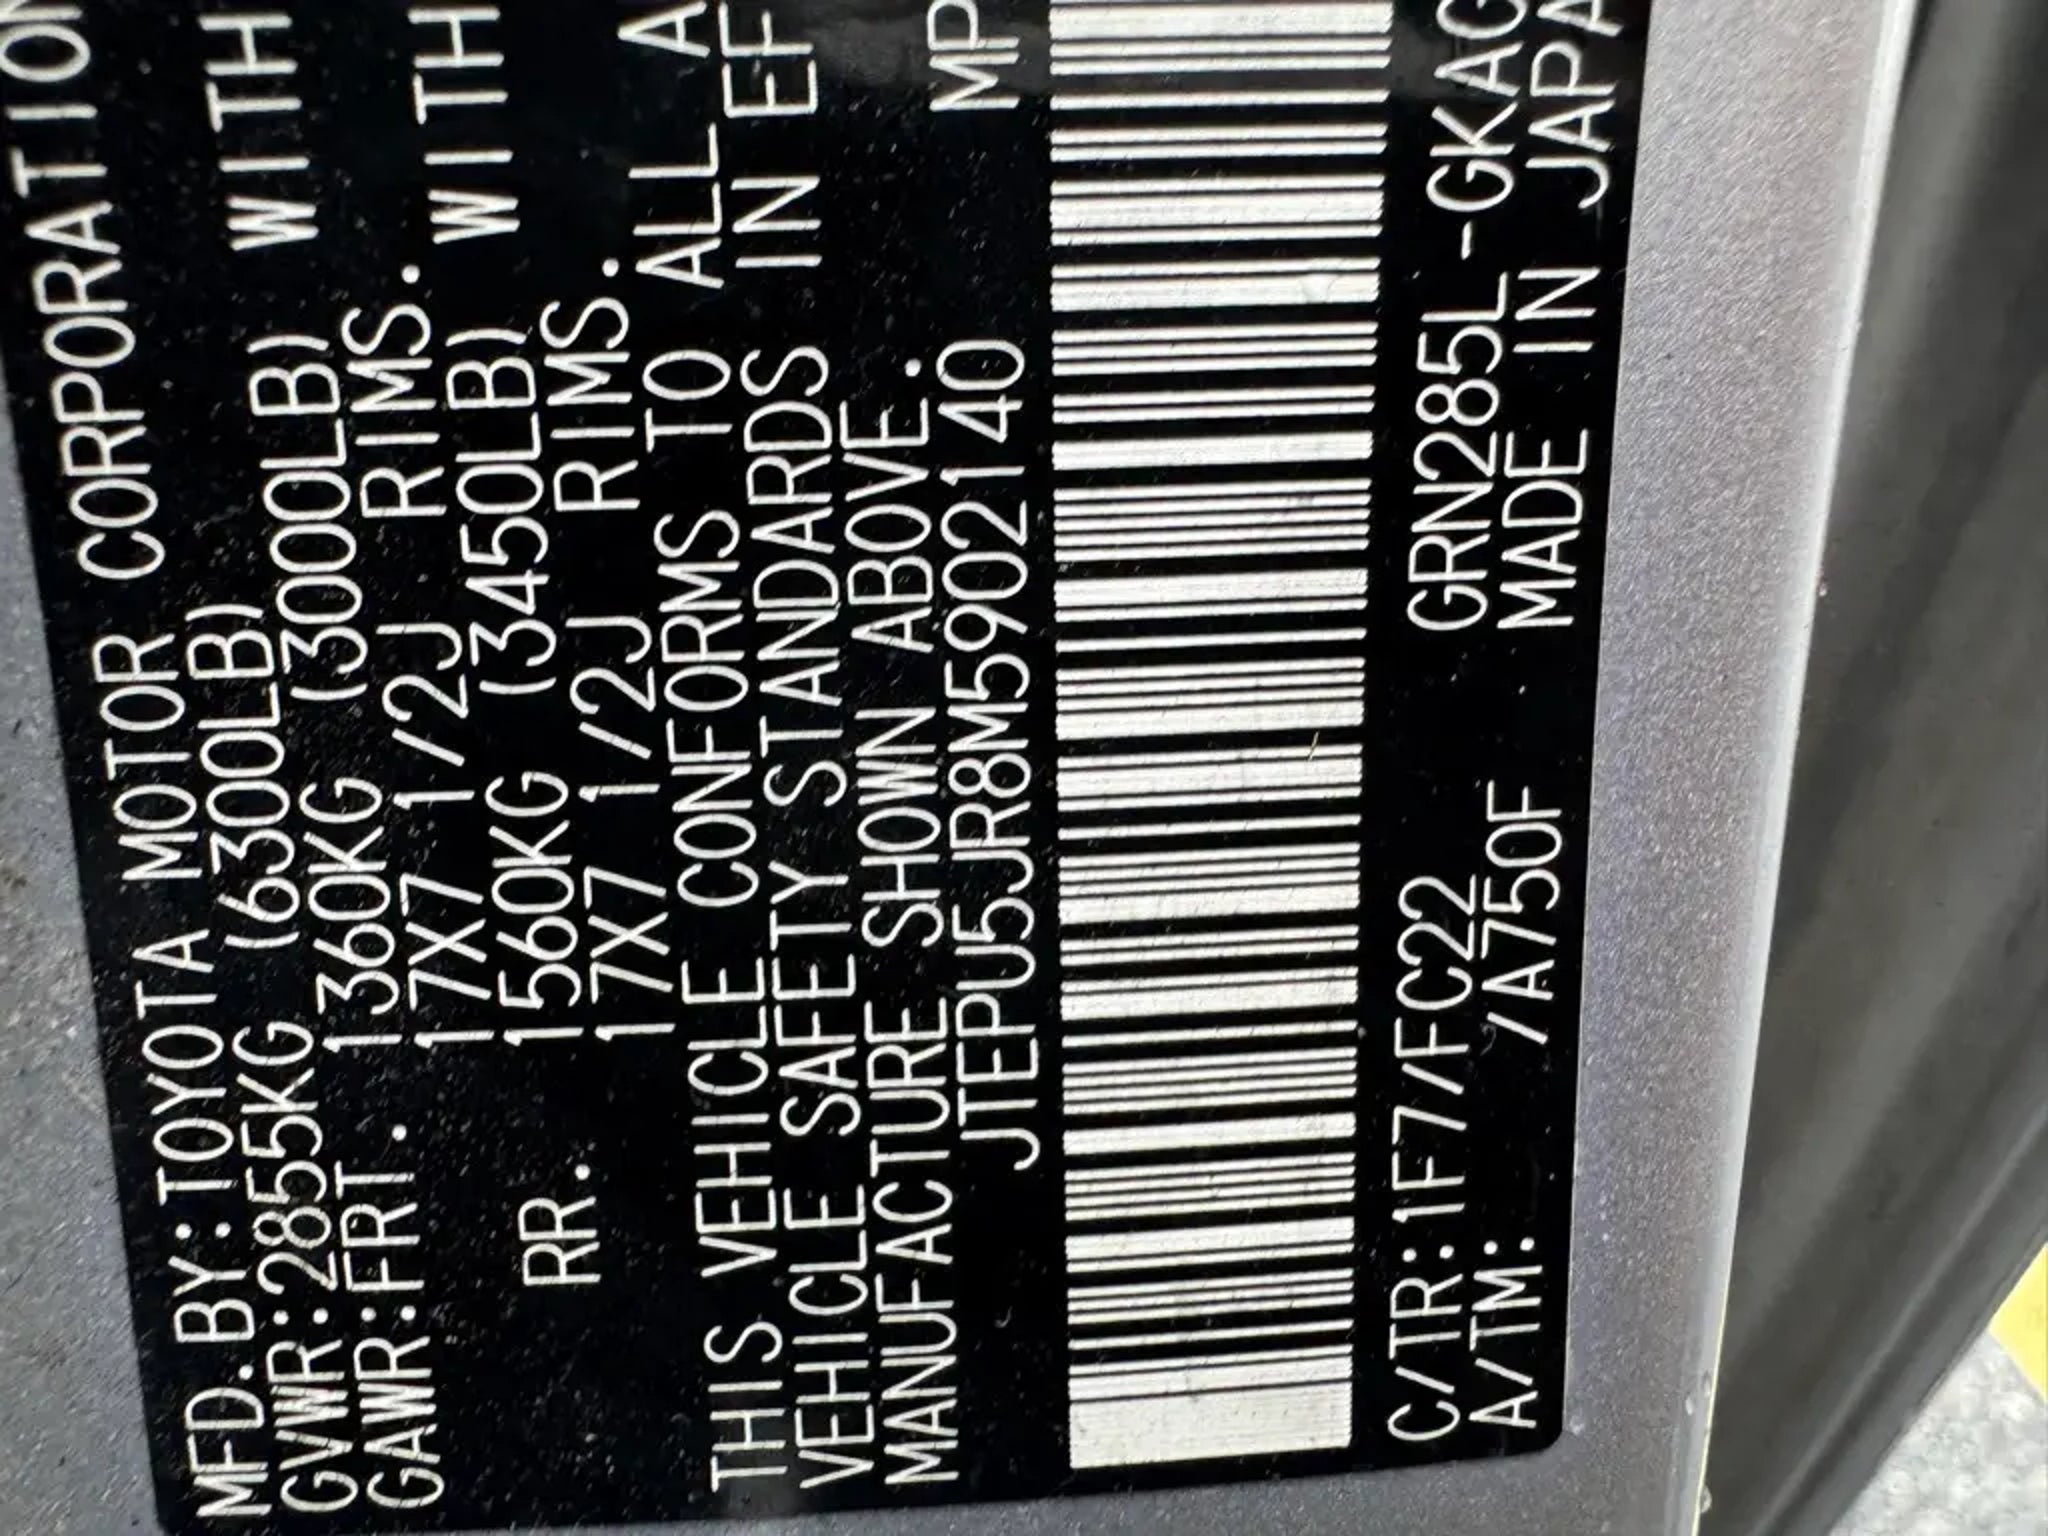 MFD.BY:TOYOTA MOTOR CORPORATION
GVWR:2855KG (6300LB)
GAWR:FRT. 1360KG (3000LB) WITH
17X7 1/2J RIMS.
RR. 1560KG (3450LB) WITH
17X7 1/2J RIMS.
THIS VEHICLE CONFORMS TO ALL A
VEHICLE SAFETY STANDARDS IN EF
MANUFACTURE SHOWN ABOVE.
JTEPU5JR8M5902140 MP
C/TR:1F7/FC22 GRN285L-GKAG
A/TM: /A750F MADE IN JAPA